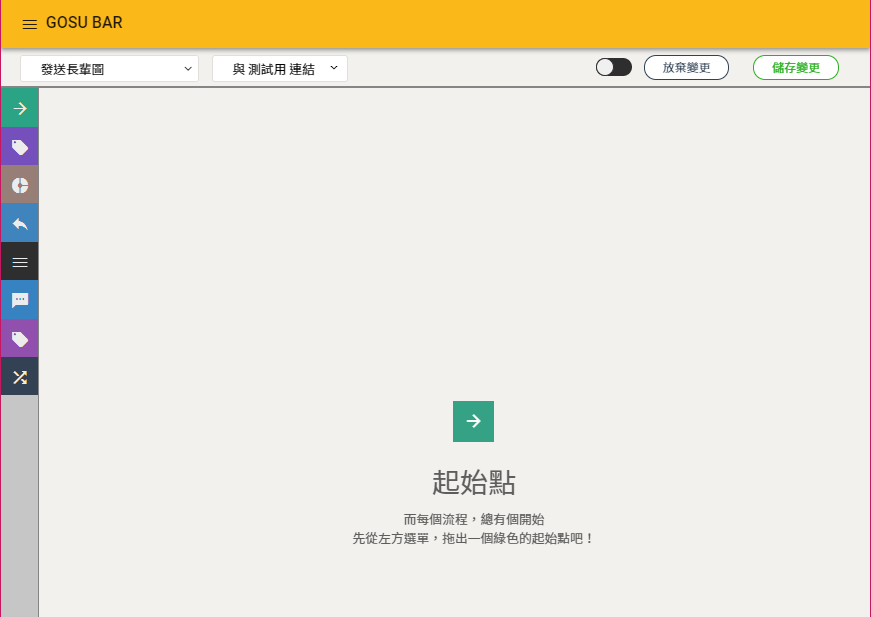 GOSU BAR
發送長輩圖
與 測試用 連結
放棄變更
儲存變更
起始點
而每個流程，總有個開始
先從左方選單，拖出一個綠色的起始點吧！